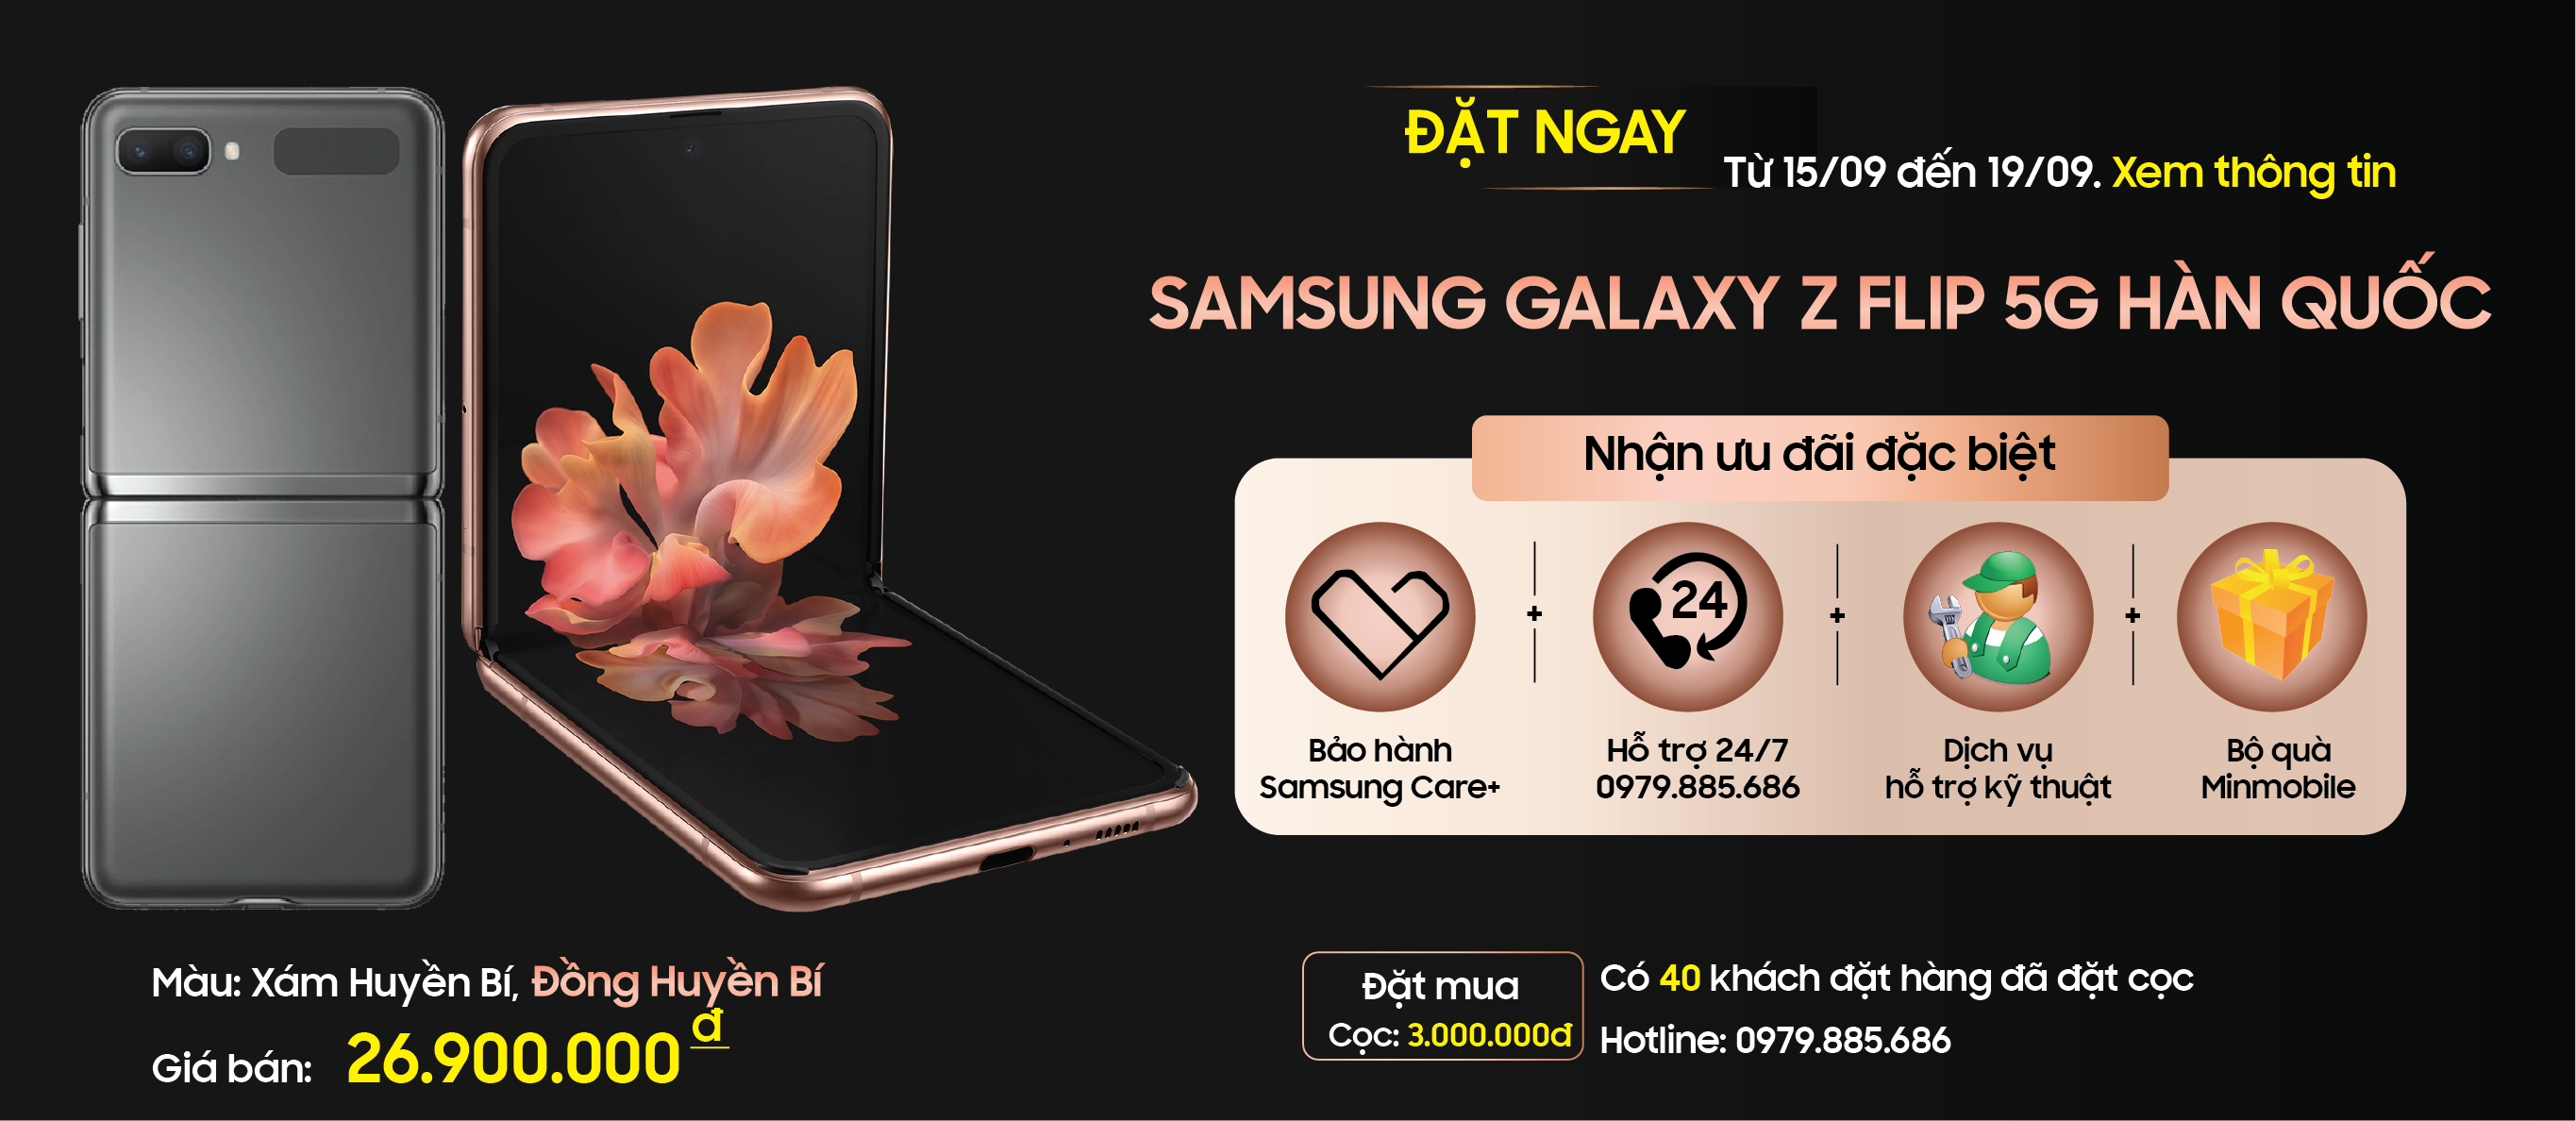 ĐẶT NGAY
Từ 15/09 đến 19/09. Xem thông tin
SAMSUNG GALAXY Z FLIP 5G HÀN QUỐC
Nhận ưu đãi đặc biệt
24
+
+
+
Bảo hành
Samsung Care+
Hỗ trợ 24/7
0979.885.686
Dịch vụ
hỗ trợ kỹ thuật
Bộ quà
Minmobile
Màu: Xám Huyền Bí, Đồng Huyền Bí
Giá bán: 26.900.000 đ
Đặt mua
Cọc: 3.000.000đ
Có 40 khách đặt hàng đã đặt cọc
Hotline: 0979.885.686